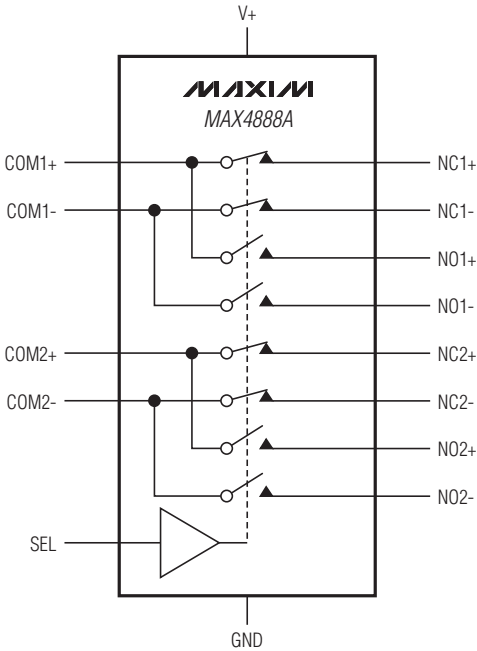 V+
MAXIM
MAX4888A
COM1+
NC1+
COM1-
NC1-
NO1+
NO1-
COM2+
NC2+
COM2-
NC2-
NO2+
NO2-
SEL
GND